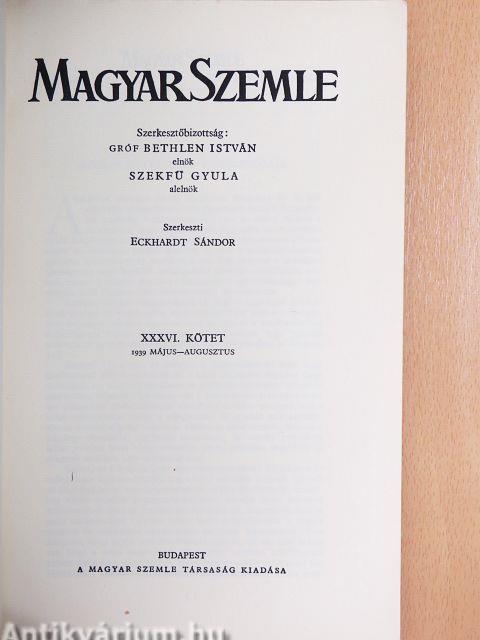 MAGYAR SZEMLE
Szerkesztőbizottság:
GRÓF BETHLEN ISTVÁN
elnök
SZEKFŰ GYULA
alelnök
Szerkeszti
ECKHARDT SÁNDOR
XXXVI. KÖTET
1939 MÁJUS—AUGUSZTUS
BUDAPEST
A MAGYAR SZEMLE TÁRSASÁG KIADÁSA
Antikvárium.hu